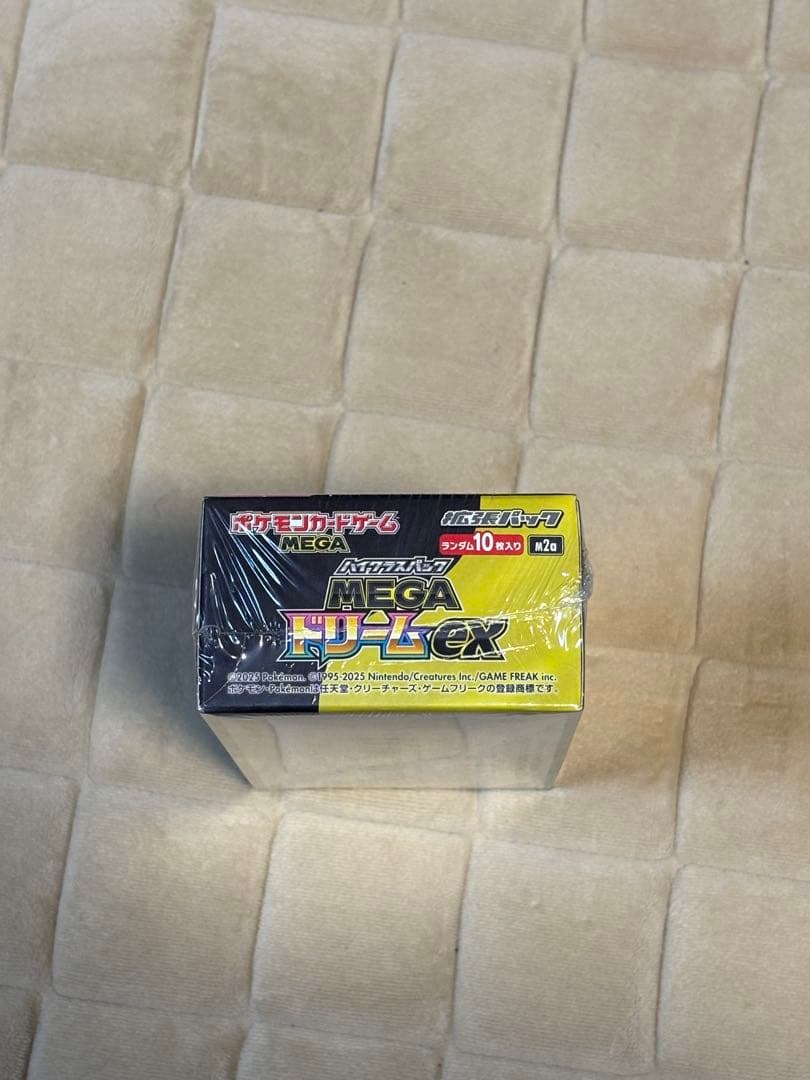 ポケモンカードゲーム
MEGA
拡張パック
ランダム10枚入り
M2a
ハイクラスパック
MEGA
ドリームex
©2025 Pokémon. ©1995-2025 Nintendo/Creatures Inc./GAME FREAK inc.
ポケモン・Pokémonは任天堂・クリーチャーズ・ゲームフリークの登録商標です。